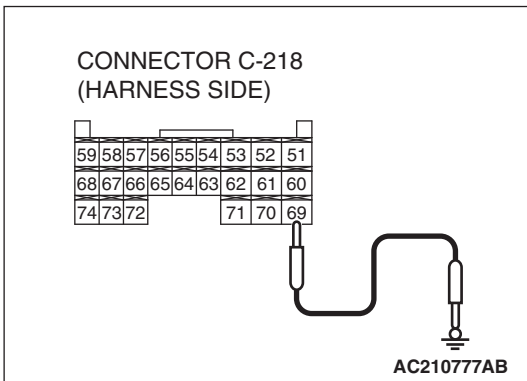 CONNECTOR C-218
(HARNESS SIDE)
59 58 57 56 55 54 53 52 51
68 67 66 65 64 63 62 61 60
74 73 72 71 70 69
AC210777AB